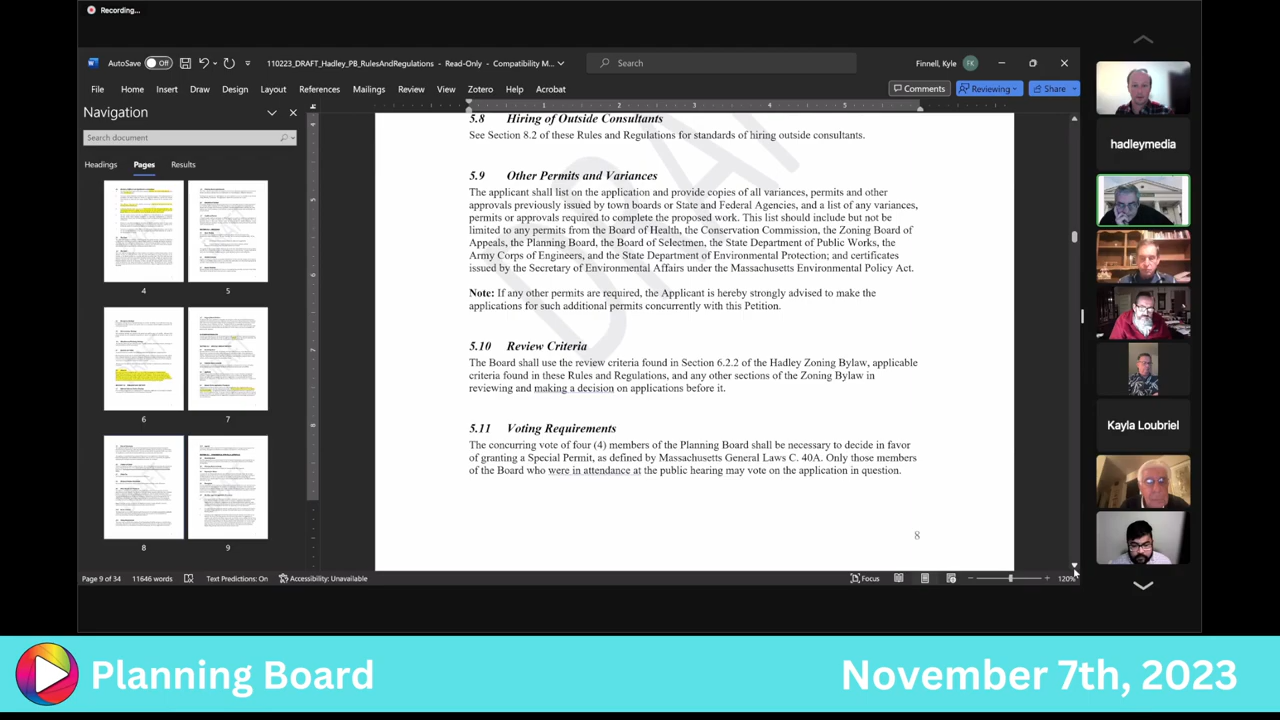 Recording...
AutoSave Off
110223_DRAFT_Hadley_PB_RulesAndRegulations - Read-Only - Compatibility M...
Search
Finnell, Kyle
FK
File Home Insert Draw Design Layout References Mailings Review View Zotero Help Acrobat
Comments
Reviewing
Share
Navigation
Search document
Headings Pages Results
4
5
6
7
8
9
5.8 Hiring of Outside Consultants
See Section 8.2 of these Rules and Regulations for standards of hiring outside consultants.
5.9 Other Permits and Variances
The applicant shall list on the application and provide copies of all variances, permits and other
approvals previously issued by town boards or State and Federal Agencies, and a list of any variances,
permits or approvals required to complete the proposed work. This list should include but not be
limited to any permits from the Board of Health, the Conservation Commission, the Zoning Board of
Appeals, the Planning Board, the Board of Selectmen, the State Department of Public Works, the
Army Corps of Engineers, and the State Department of Environmental Protection; and certificates
issued by the Secretary of Environmental Affairs under the Massachusetts Environmental Policy Act.
Note: If any other permits are required, the Applicant is hereby strongly advised to make the
applications for such additional permits concurrently with this Petition.
5.10 Review Criteria
The Board shall use the review criteria found in Section 6.2.2 of the Hadley Zoning Bylaw, applicable
criteria found in these Rules and Regulations, and any other sections of the Zoning Bylaw in
reviewing and making a decision on applications before it.
5.11 Voting Requirements
The concurring vote of four (4) members of the Planning Board shall be necessary to decide in favor
of granting a Special Permit, as defined by Massachusetts General Laws C. 40A. Only those members
of the Board who were in attendance at the public hearing may vote on the application in question.
8
Page 9 of 34 11646 words Text Predictions: On Accessibility: Unavailable
Focus
120%
hadleymedia
Kayla Loubriel
Planning Board
November 7th, 2023